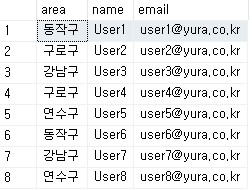 area name email
1 동작구 User1 user1@yura.co.kr
2 구로구 User2 user2@yura.co.kr
3 강남구 User3 user3@yura.co.kr
4 구로구 User4 user4@yura.co.kr
5 연수구 User5 user5@yura.co.kr
6 동작구 User6 user6@yura.co.kr
7 강남구 User7 user7@yura.co.kr
8 연수구 User8 user8@yura.co.kr